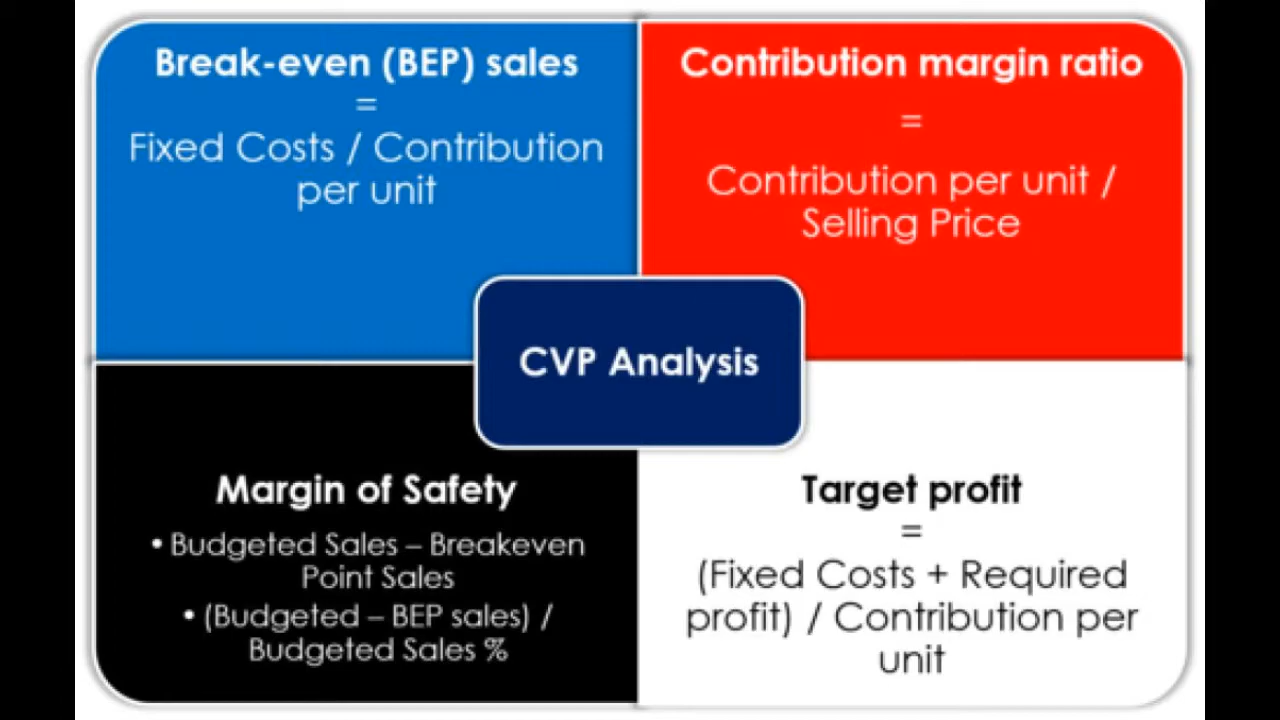 Break-even (BEP) sales
=
Fixed Costs / Contribution
per unit
Contribution margin ratio
=
Contribution per unit /
Selling Price
CVP Analysis
Margin of Safety
• Budgeted Sales – Breakeven
Point Sales
• (Budgeted – BEP sales) /
Budgeted Sales %
Target profit
=
(Fixed Costs + Required
profit) / Contribution per
unit